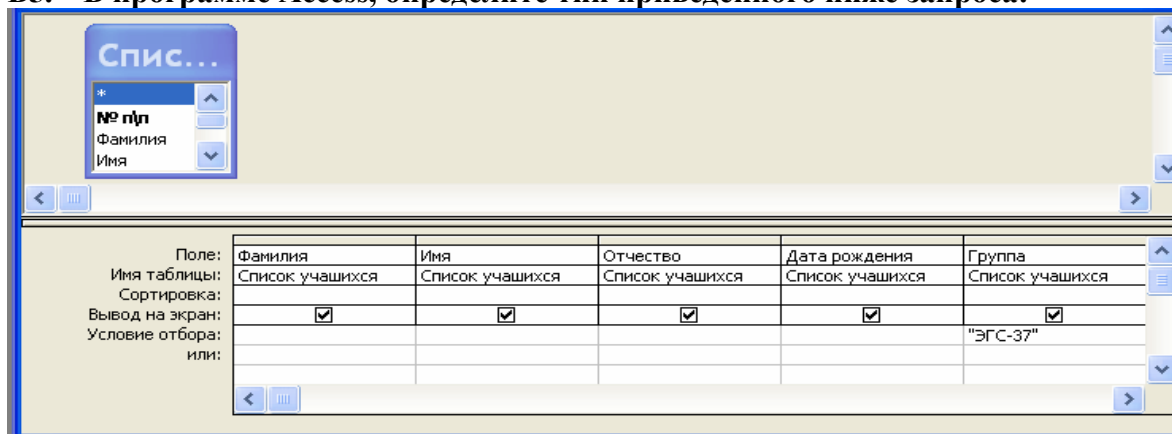 В5. В программе Access, определите тип приведенного ниже запроса:
Спис...
*
№ п\п
Фамилия
Имя
Поле: Фамилия Имя Отчество Дата рождения Группа
Имя таблицы: Список учашихся Список учашихся Список учашихся Список учашихся Список учашихся
Сортировка:
Вывод на экран:
Условие отбора: "ЭГС-37"
или: